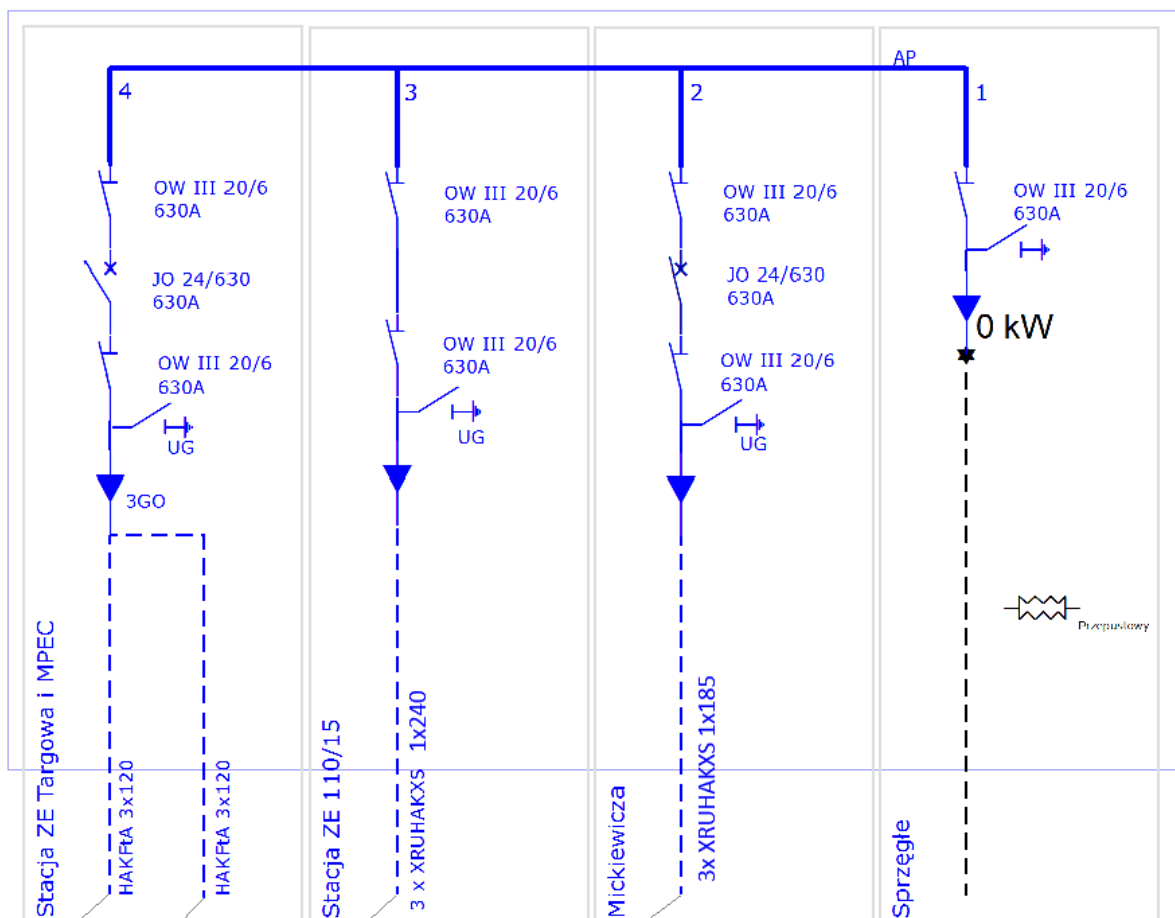 AP
4
3
2
1
OW III 20/6
630A
OW III 20/6
630A
OW III 20/6
630A
OW III 20/6
630A
JO 24/630
630A
JO 24/630
630A
0 kW
OW III 20/6
630A
OW III 20/6
630A
OW III 20/6
630A
UG
UG
UG
3GO
Przepustowy
Stacja ZE Targowa i MPEC
HAKFtA 3x120
HAKFtA 3x120
Stacja ZE 110/15
3 x XRUHAKXS 1x240
Mickiewicza
3x XRUHAKXS 1x185
Sprzęgłe